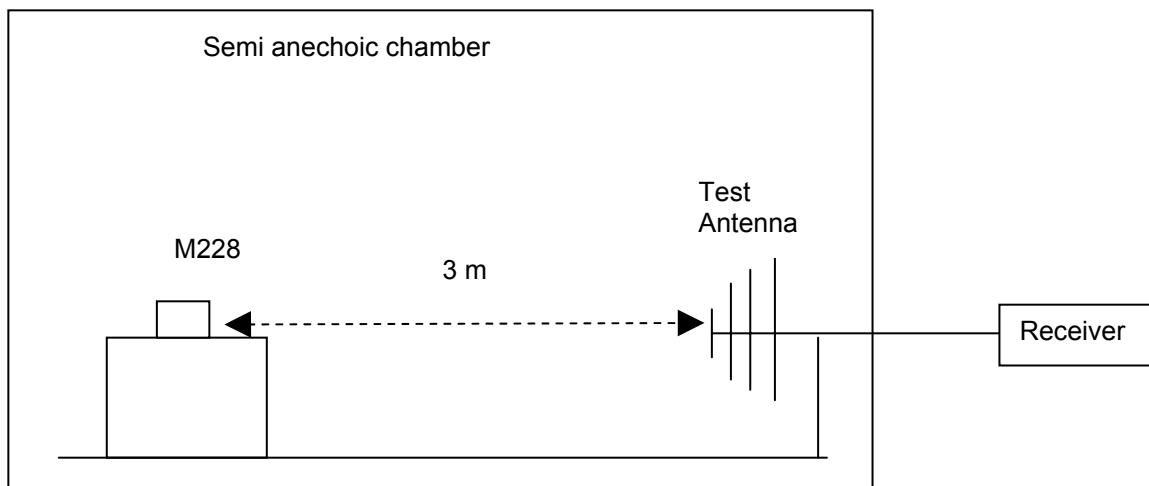 Semi anechoic chamber
Test
Antenna
M228
3 m
Receiver